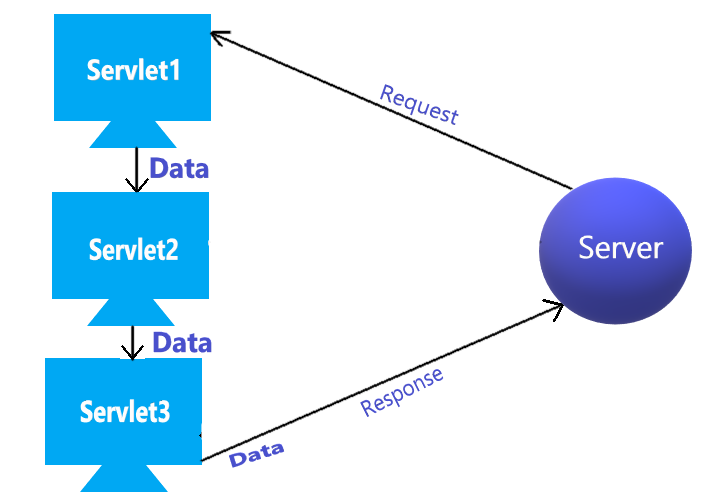 Servlet1
Request
Data
Servlet2
Server
Data
Response
Servlet3
Data